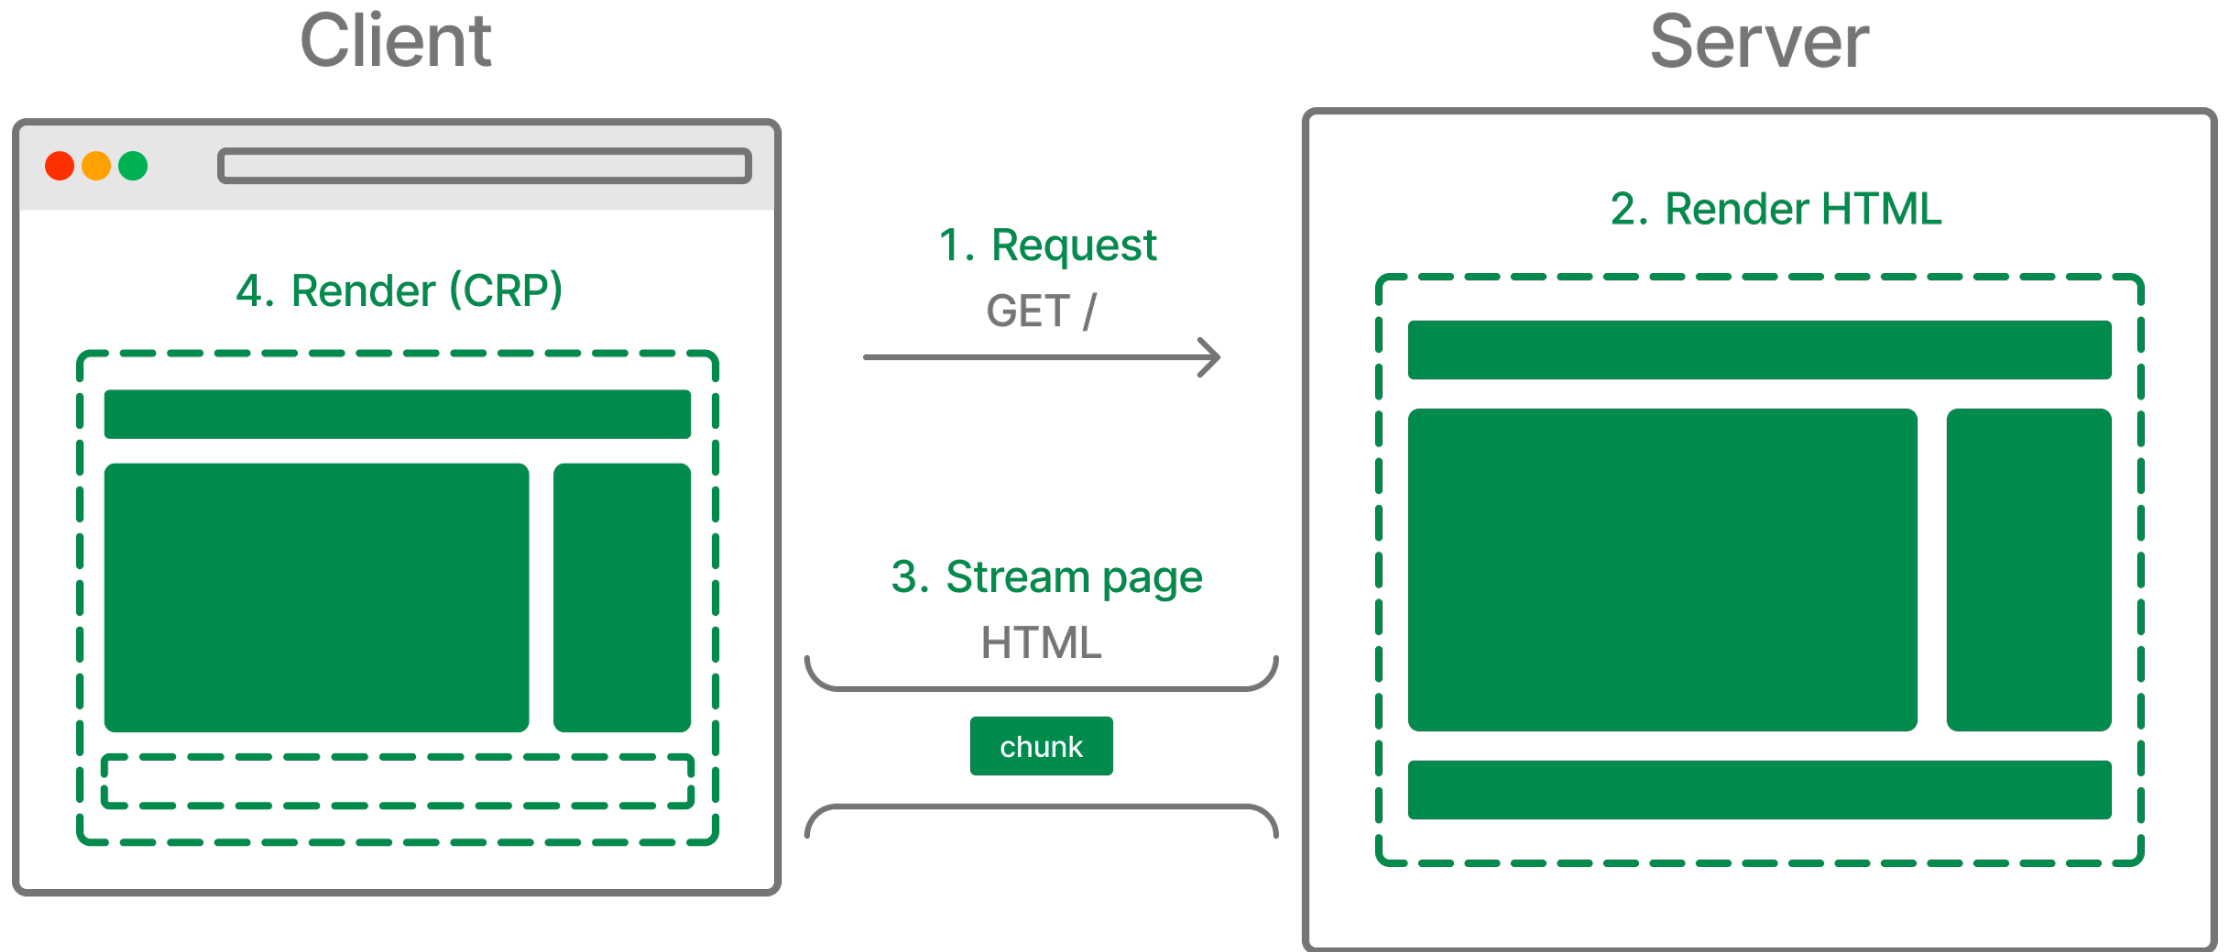 Client
Server
4. Render (CRP)
1. Request
GET /
2. Render HTML
3. Stream page
HTML
chunk